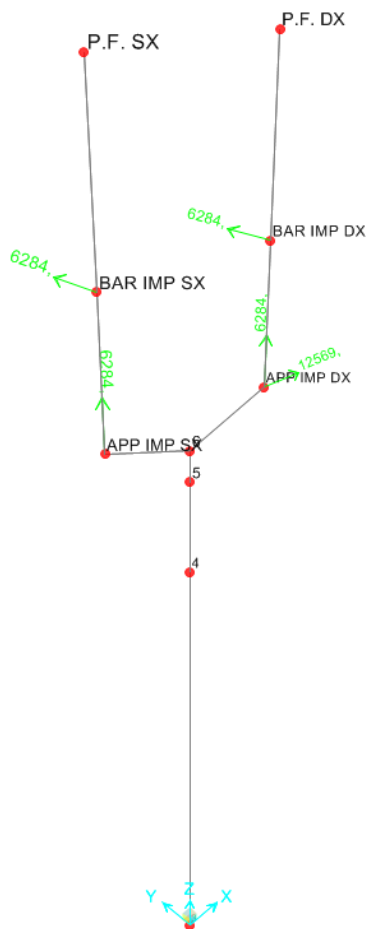 P.F. SX
P.F. DX
6284,
BAR IMP DX
6284,
BAR IMP SX
6284,
6284,
12569,
APP IMP DX
APP IMP SX
6
5
4
Y
Z
X